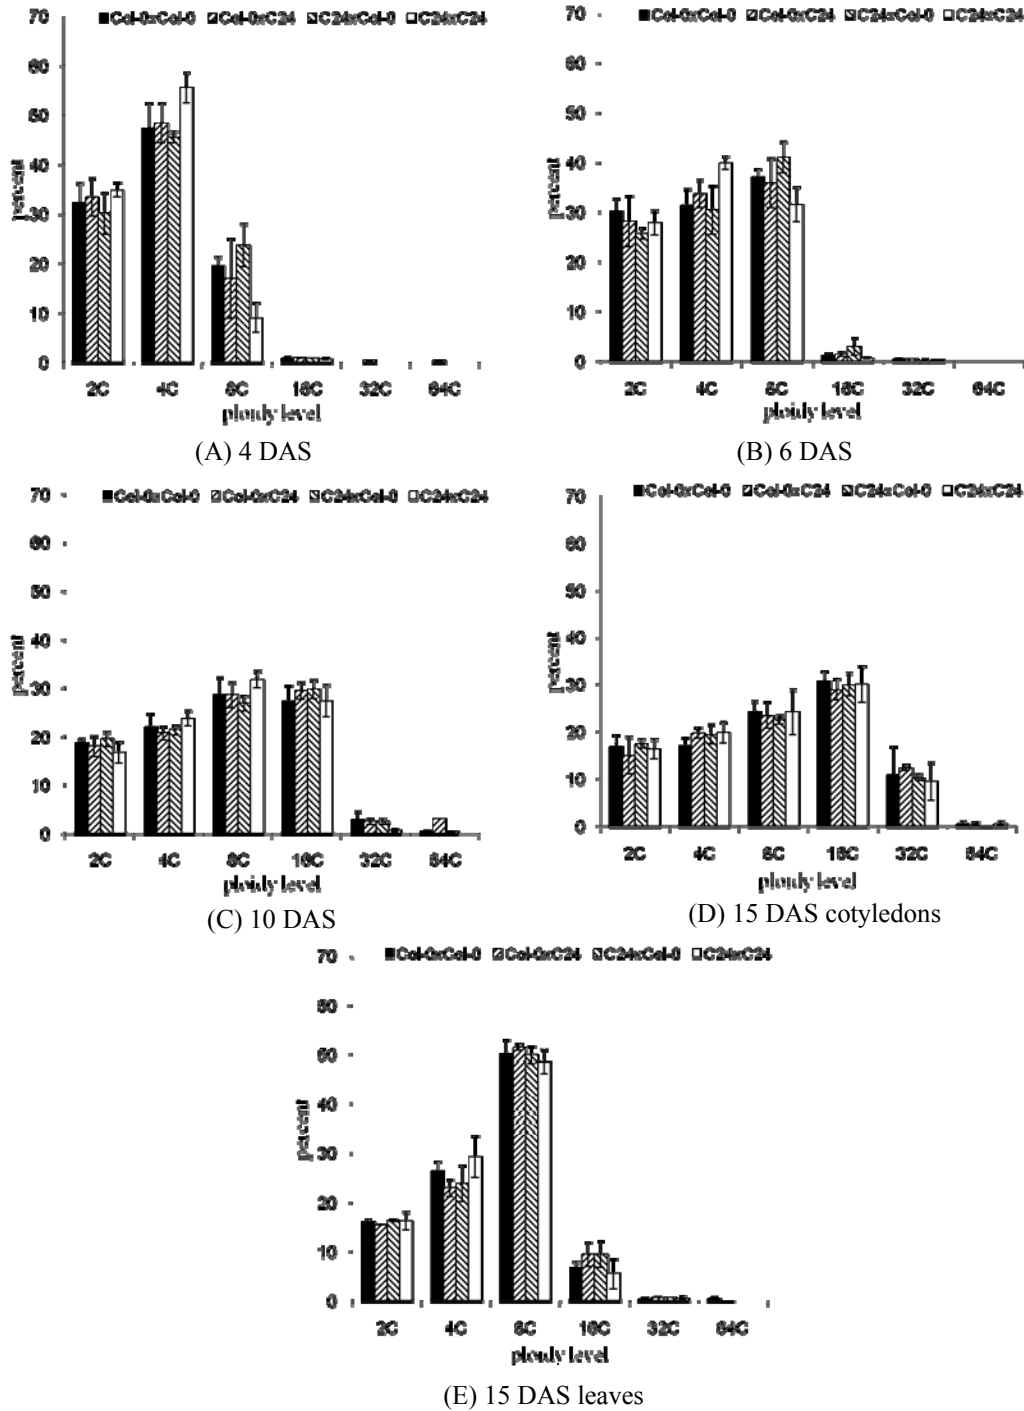 70 Col-0xCol-0 Col-0xC24 C24xCol-0 C24xC24
60
50
40
30
20
10
0
percent
2C 4C 8C 16C 32C 64C
ploidy level
(A) 4 DAS
70 Col-0xCol-0 Col-0xC24 C24xCol-0 C24xC24
60
50
40
30
20
10
0
percent
2C 4C 8C 16C 32C 64C
ploidy level
(B) 6 DAS
70 Col-0xCol-0 Col-0xC24 C24xCol-0 C24xC24
60
50
40
30
20
10
0
percent
2C 4C 8C 16C 32C 64C
ploidy level
(C) 10 DAS
70 Col-0xCol-0 Col-0xC24 C24xCol-0 C24xC24
60
50
40
30
20
10
0
percent
2C 4C 8C 16C 32C 64C
ploidy level
(D) 15 DAS cotyledons
70 Col-0xCol-0 Col-0xC24 C24xCol-0 C24xC24
60
50
40
30
20
10
0
percent
2C 4C 8C 16C 32C 64C
ploidy level
(E) 15 DAS leaves